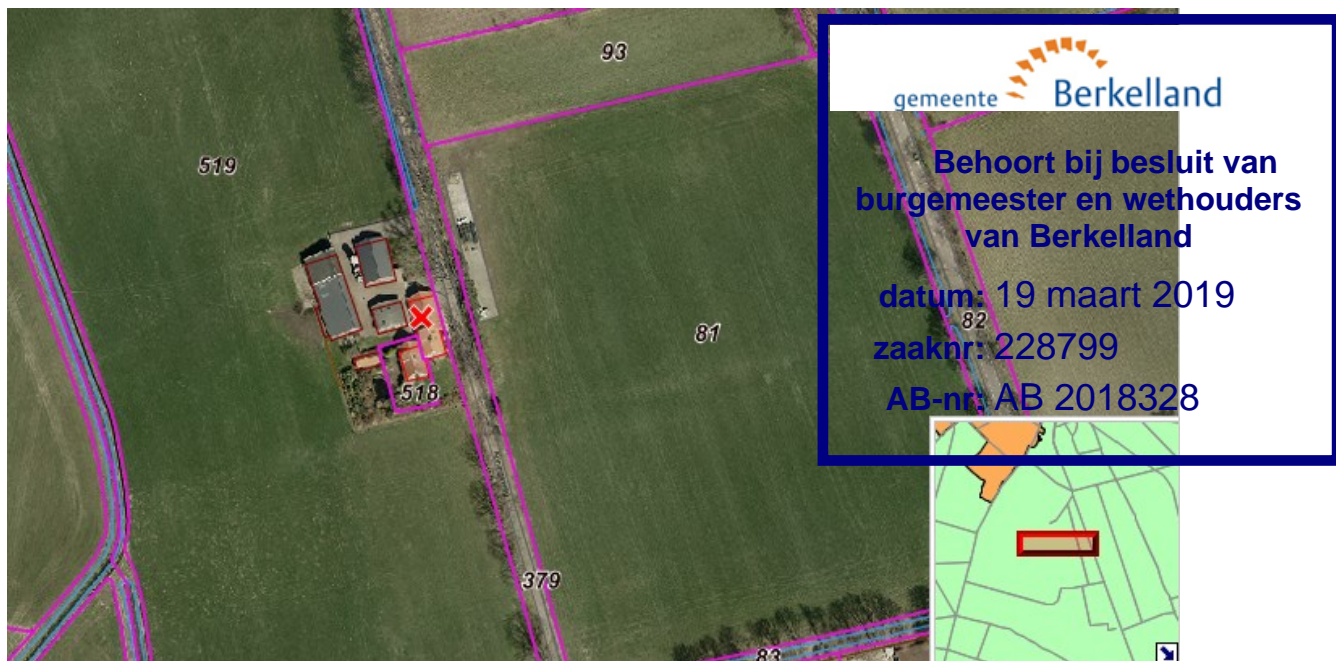 93
gemeente Berkelland
519
Behoort bij besluit van
burgemeester en wethouders
van Berkelland
datum: 19 maart 2019
82
81
zaaknr: 228799
518
AB-nr: AB 2018328
379
83